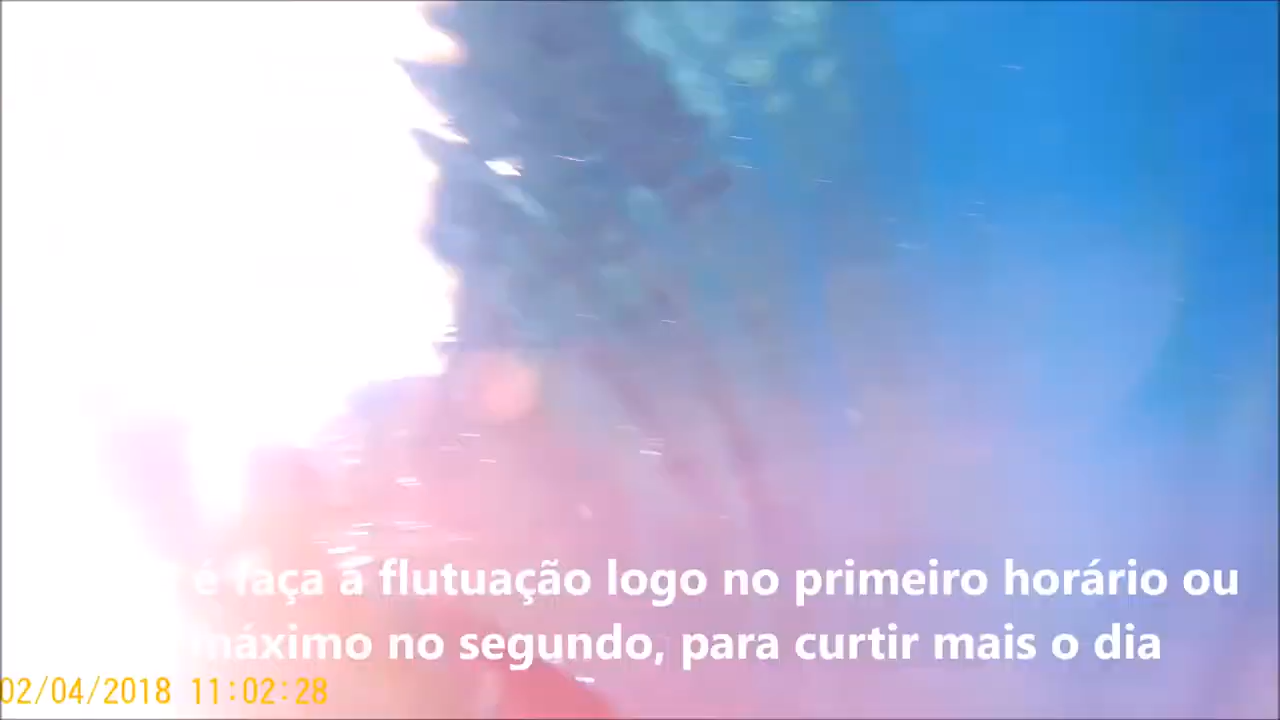 é faça a flutuação logo no primeiro horário ou
máximo no segundo, para curtir mais o dia
02/04/2018 11:02:28